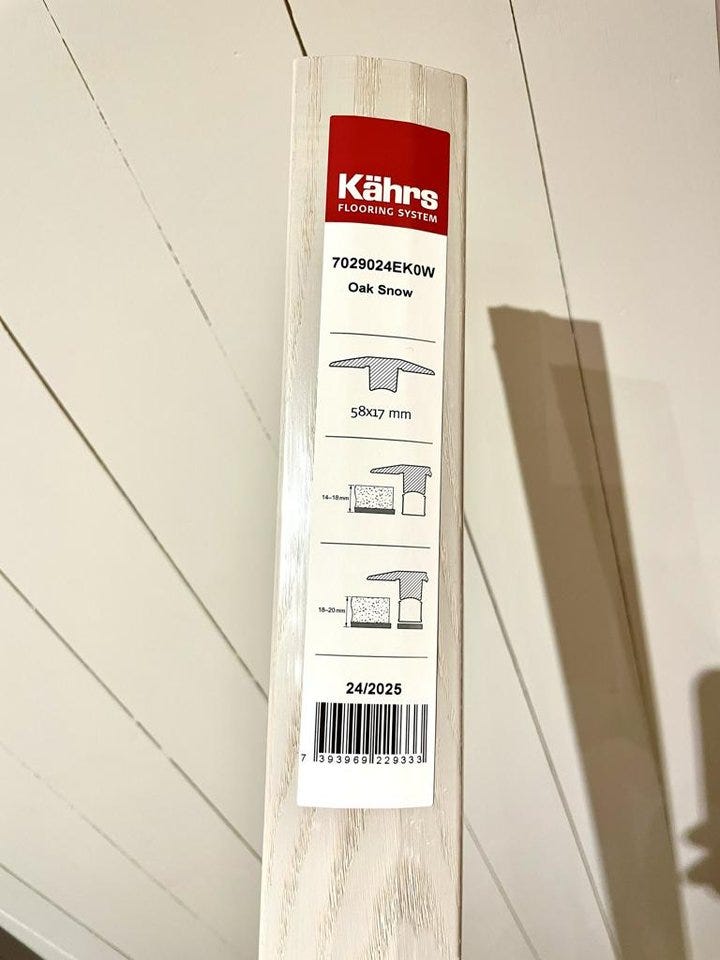 Kährs
FLOORING SYSTEM
7029024EK0W
Oak Snow
58x17 mm
14–18mm
18–20mm
24/2025
7 393969 229333